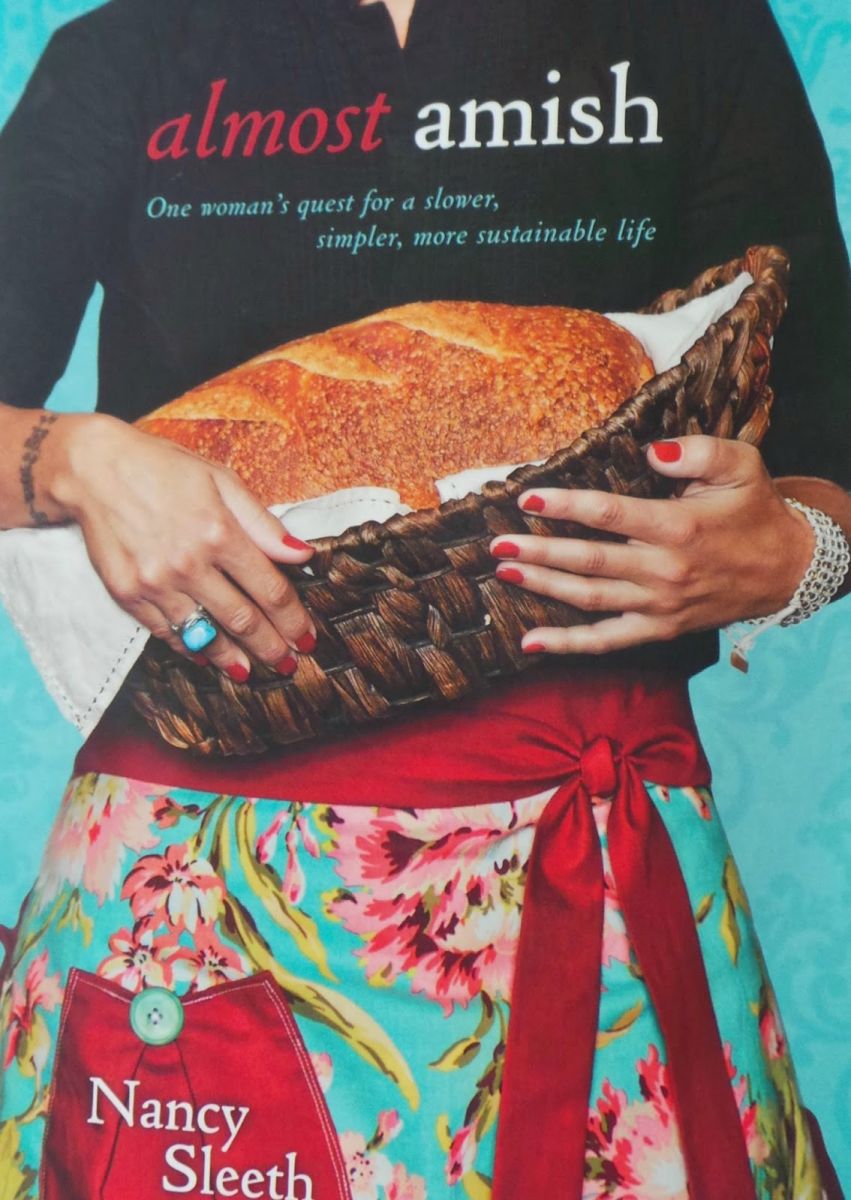 almost amish
One woman's quest for a slower,
simpler, more sustainable life
Nancy
Sleeth